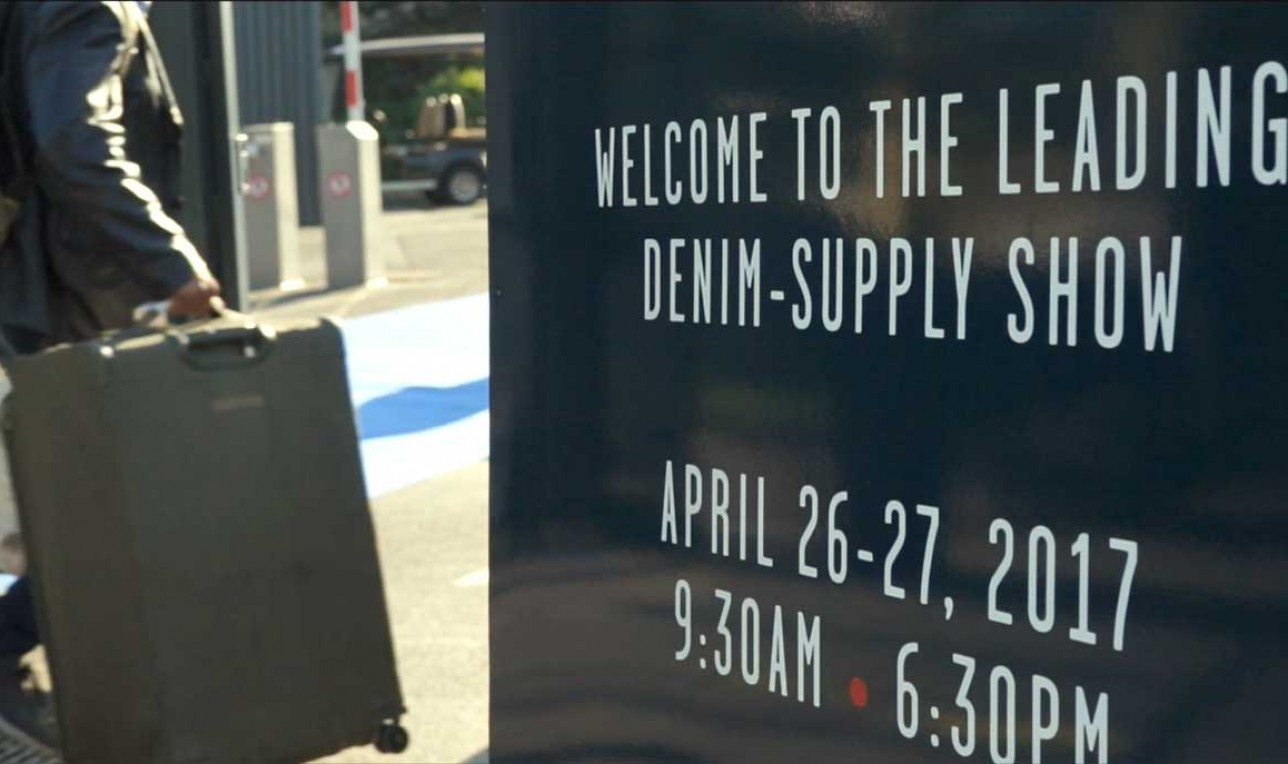 WELCOME TO THE LEADING
DENIM-SUPPLY SHOW
APRIL 26-27, 2017
9:30AM • 6:30PM